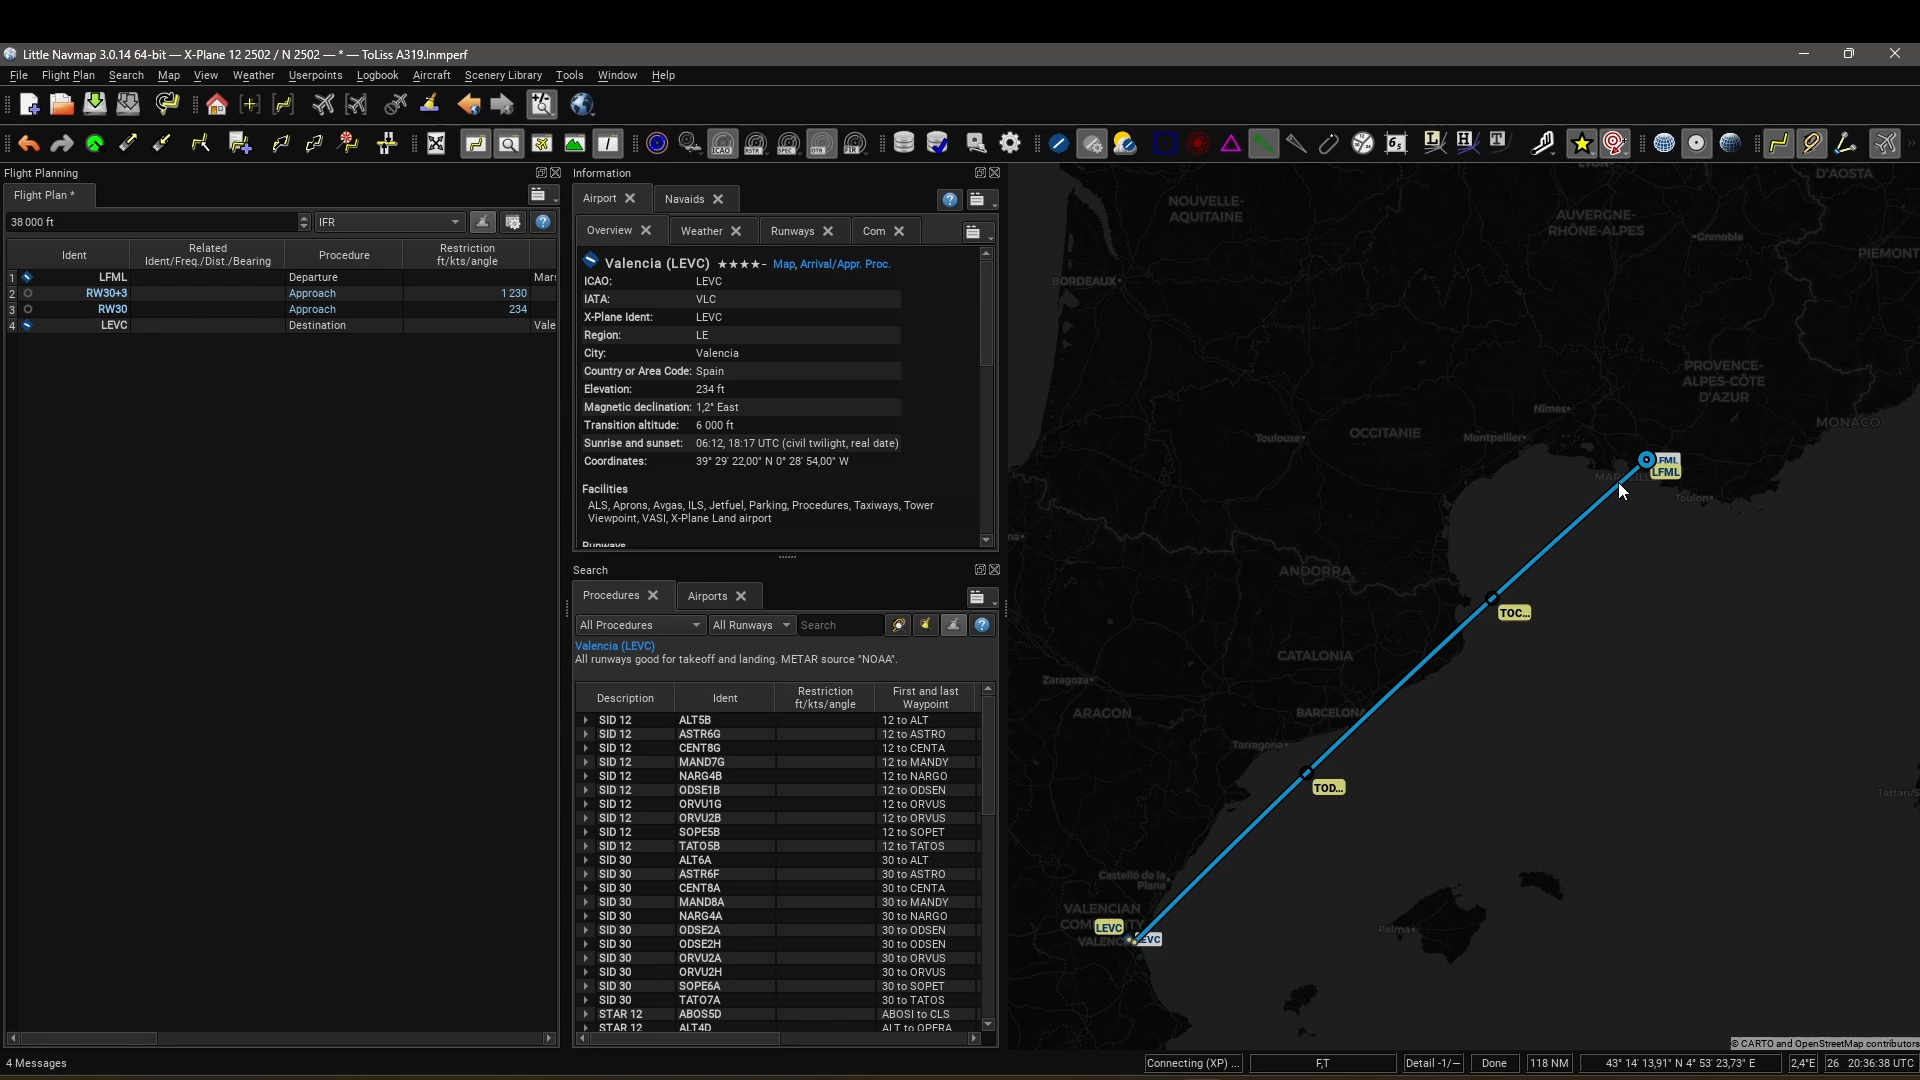 Little Navmap 3.0.14 64-bit — X-Plane 12 2502 / N 2502 — * — ToLiss A319.lnmperf
File Flight Plan Search Map View Weather Userpoints Logbook Aircraft Scenery Library Tools Window Help
Flight Planning
Flight Plan *
38 000 ft IFR
Ident Related Ident/Freq./Dist./Bearing Procedure Restriction ft/kts/angle
1 LFML Departure Mars
2 RW30+3 Approach 1 230
3 RW30 Approach 234
4 LEVC Destination Vale
Information
Airport Navaids
Overview Weather Runways Com
Valencia (LEVC) ★★★★– Map, Arrival/Appr. Proc.
ICAO: LEVC
IATA: VLC
X-Plane Ident: LEVC
Region: LE
City: Valencia
Country or Area Code: Spain
Elevation: 234 ft
Magnetic declination: 1,2° East
Transition altitude: 6 000 ft
Sunrise and sunset: 06:12, 18:17 UTC (civil twilight, real date)
Coordinates: 39° 29' 22,00" N 0° 28' 54,00" W
Facilities
ALS, Aprons, Avgas, ILS, Jetfuel, Parking, Procedures, Taxiways, Tower
Viewpoint, VASI, X-Plane Land airport
Runways
Search
Procedures Airports
All Procedures All Runways Search
Valencia (LEVC)
All runways good for takeoff and landing. METAR source "NOAA".
Description Ident Restriction ft/kts/angle First and last Waypoint
SID 12 ALT5B 12 to ALT
SID 12 ASTR6G 12 to ASTRO
SID 12 CENT8G 12 to CENTA
SID 12 MAND7G 12 to MANDY
SID 12 NARG4B 12 to NARGO
SID 12 ODSE1B 12 to ODSEN
SID 12 ORVU1G 12 to ORVUS
SID 12 ORVU2B 12 to ORVUS
SID 12 SOPE5B 12 to SOPET
SID 12 TATO5B 12 to TATOS
SID 30 ALT6A 30 to ALT
SID 30 ASTR6F 30 to ASTRO
SID 30 CENT8A 30 to CENTA
SID 30 MAND8A 30 to MANDY
SID 30 NARG4A 30 to NARGO
SID 30 ODSE2A 30 to ODSEN
SID 30 ODSE2H 30 to ODSEN
SID 30 ORVU2A 30 to ORVUS
SID 30 ORVU2H 30 to ORVUS
SID 30 SOPE6A 30 to SOPET
SID 30 TATO7A 30 to TATOS
STAR 12 ABOS5D ABOSI to CLS
STAR 12 ALT4D ALT to OPERA
D'AOSTA
NOUVELLE-
AQUITAINE
AUVERGNE-
RHÔNE-ALPES
Grenoble
PIEMONT
BORDEAUX
PROVENCE-
ALPES-CÔTE
D'AZUR
Nîmes
MONACO
Toulouse
OCCITANIE
Montpellier
LFML
Toulon
ANDORRA
TOC...
CATALONIA
Zaragoza
ARAGON
BARCELONA
Tarragona
TOD...
Castelló de la
Plana
VALENCIAN
LEVC
Palma
© CARTO and OpenStreetMap contributors
4 Messages Connecting (XP) ... F,T Detail -1/— Done 118 NM 43° 14' 13,91" N 4° 53' 23,73" E 2,4°E 26 20:36:38 UTC